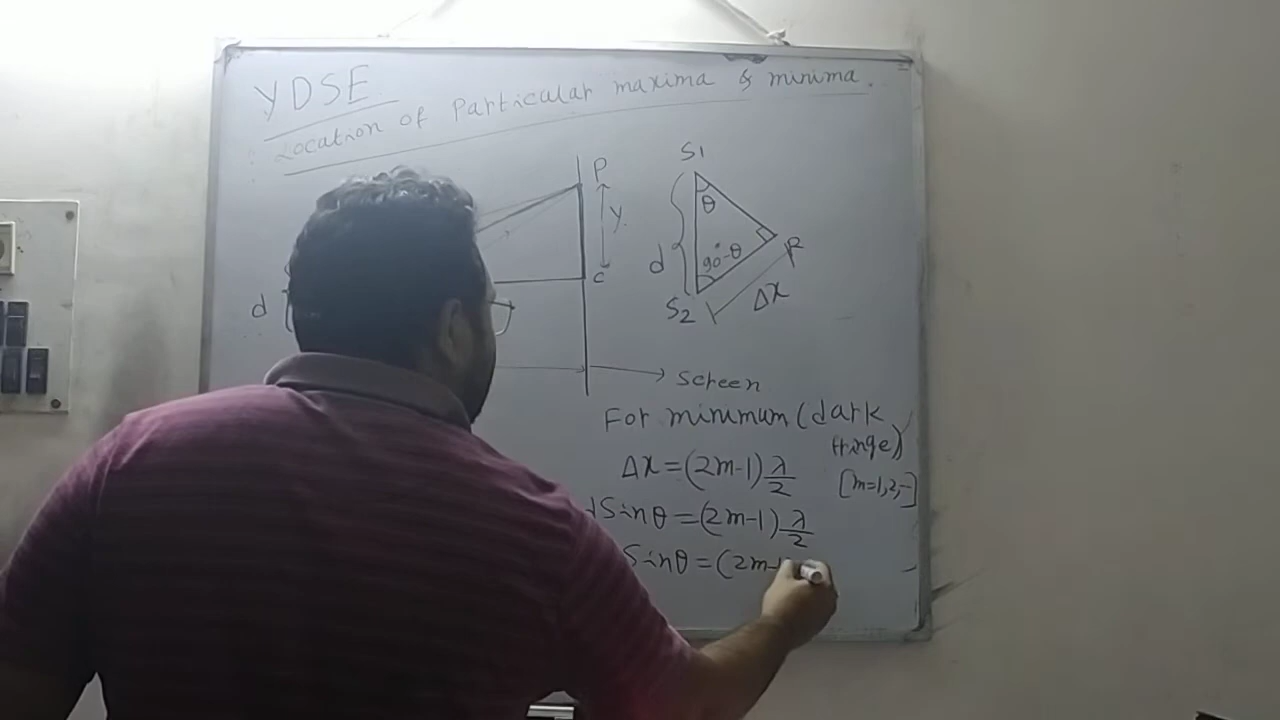 YDSE
Location of Particular maxima & minima.
P
y
C
d
Screen
S1
θ
d
90°-θ
R
S2
Δx
For minimum (dark
fringe)
Δx = (2m-1) λ/2
[m=1,2,-]
dSinθ = (2m-1) λ/2
Sinθ = (2m-1